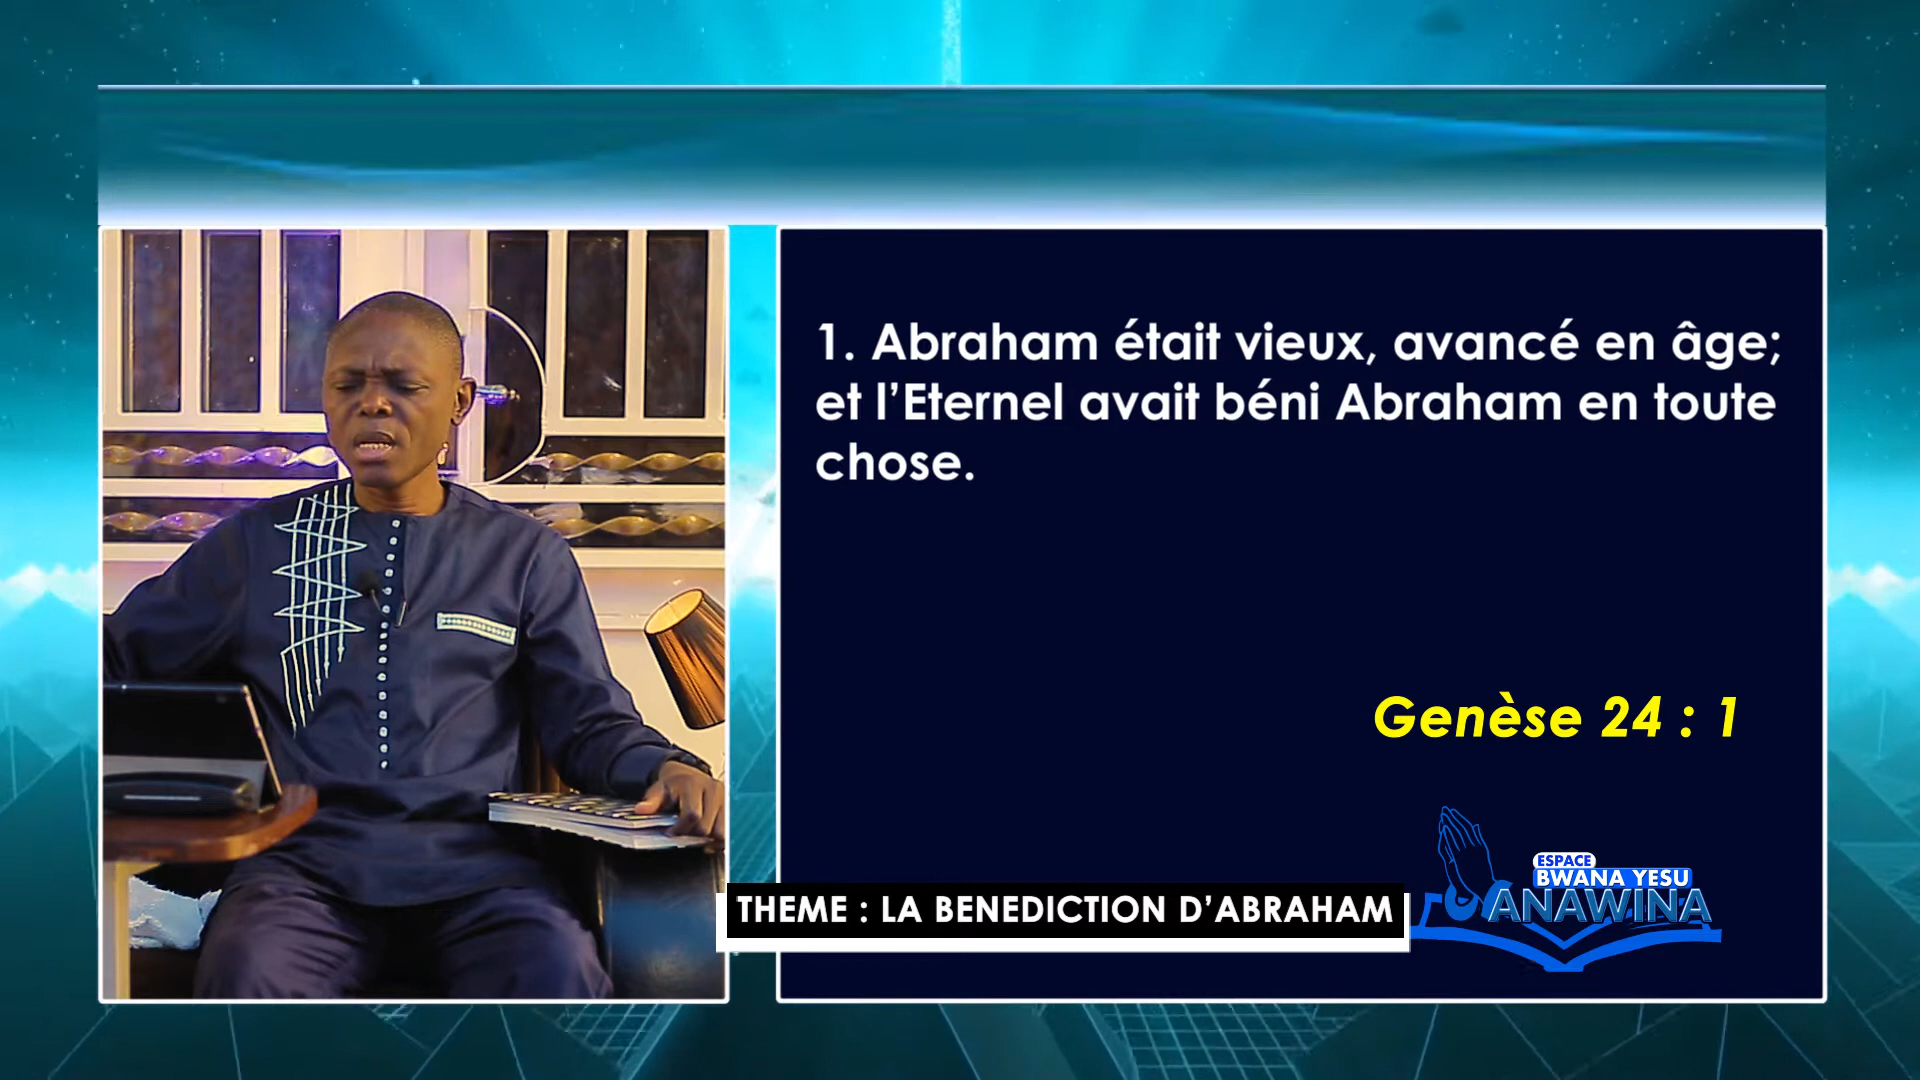 1. Abraham était vieux, avancé en âge;
et l’Eternel avait béni Abraham en toute
chose.
Genèse 24 : 1
ESPACE
BWANA YESU
ANAWINA
THEME : LA BENEDICTION D’ABRAHAM